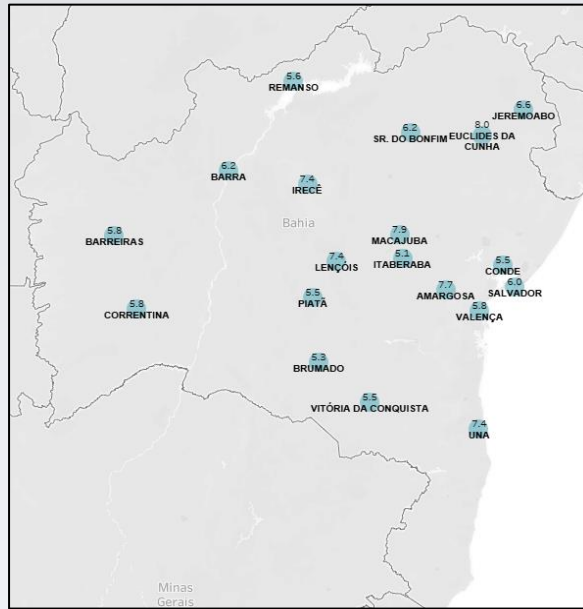 5.6
REMANSO
6.6
JEREMOABO
6.2
SR. DO BONFIM
8.0
EUCLIDES DA
CUNHA
6.2
BARRA
7.4
IRECÊ
Bahia
5.8
BARREIRAS
7.9
MACAJUBA
5.1
ITABERABA
7.4
LENÇÓIS
5.5
CONDE
6.0
SALVADOR
7.7
AMARGOSA
5.5
PIATÃ
5.8
CORRENTINA
5.8
VALENÇA
5.3
BRUMADO
5.5
VITÓRIA DA CONQUISTA
7.4
UNA
Minas
Gerais